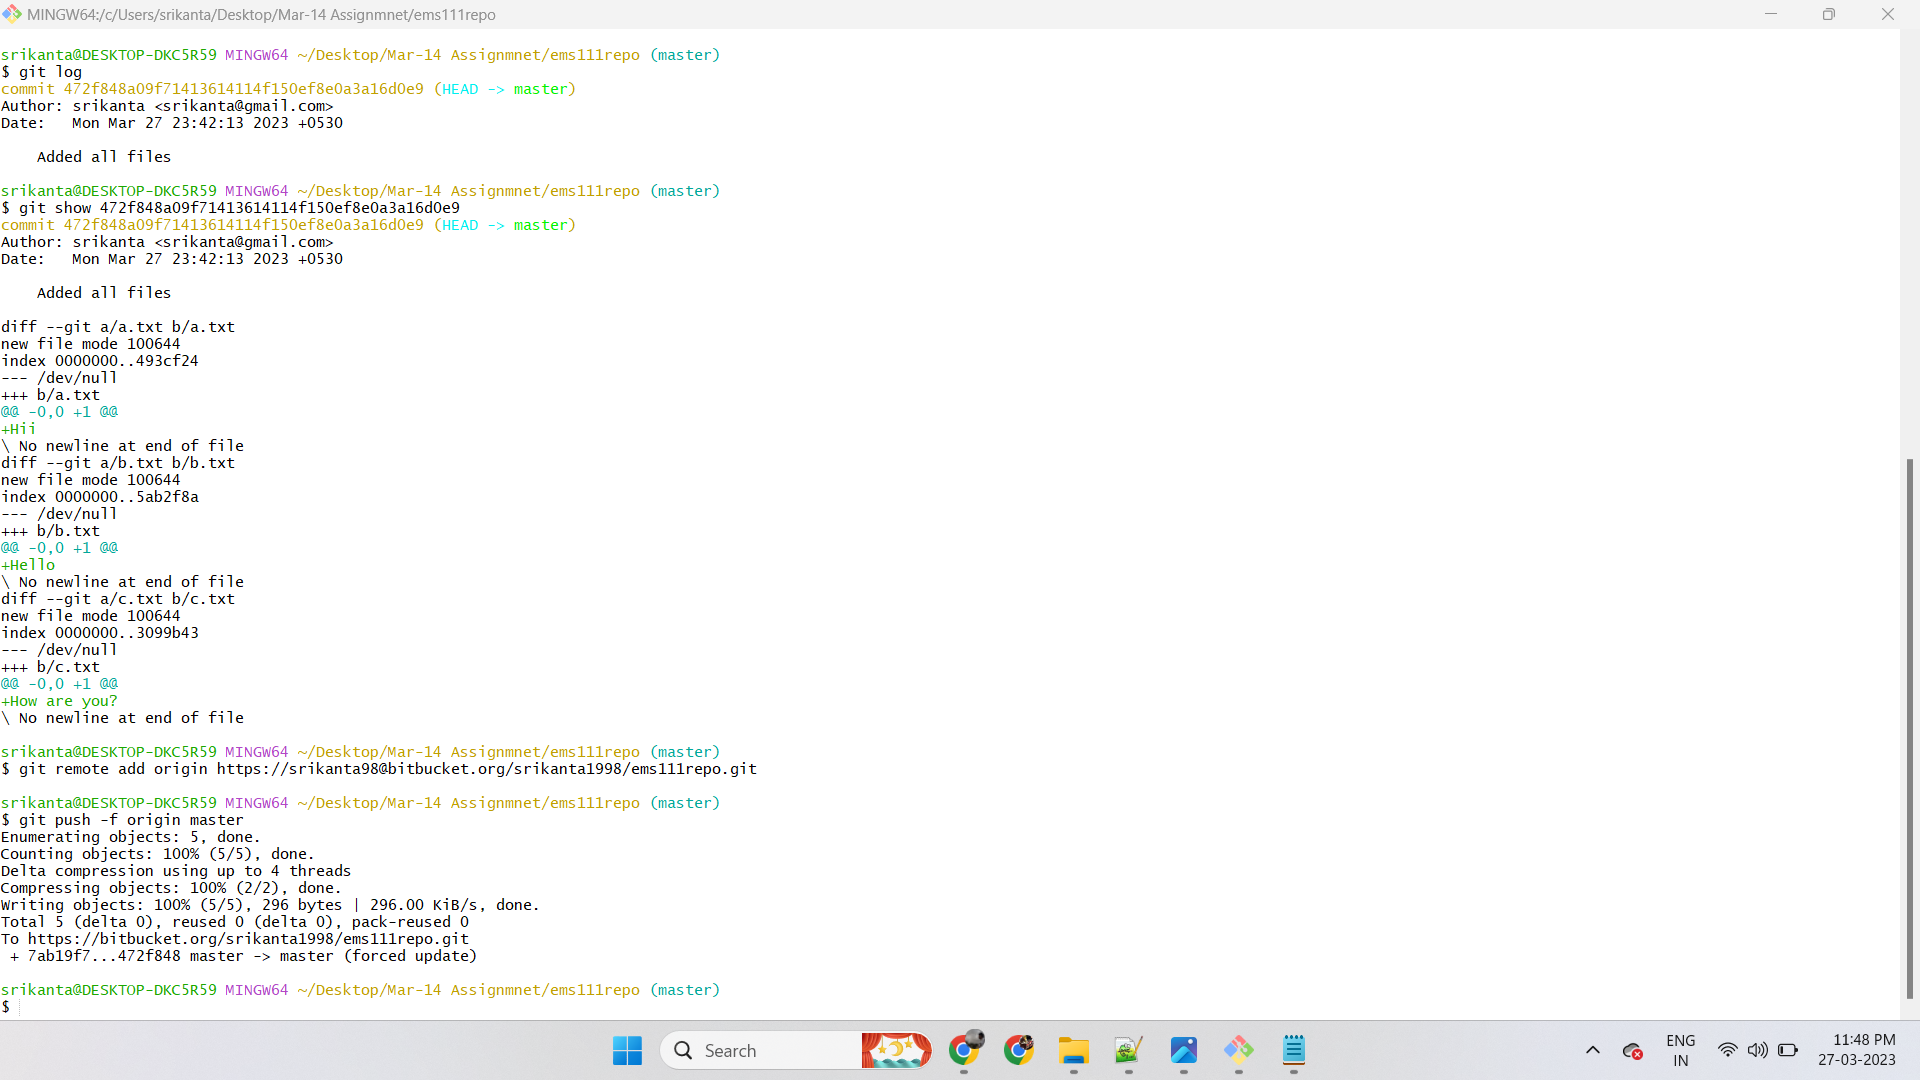 MINGW64:/c/Users/srikanta/Desktop/Mar-14 Assignmnet/ems111repo
srikanta@DESKTOP-DKC5R59 MINGW64 ~/Desktop/Mar-14 Assignmnet/ems111repo (master)
$ git log
commit 472f848a09f71413614114f150ef8e0a3a16d0e9 (HEAD -> master)
Author: srikanta <srikanta@gmail.com>
Date:   Mon Mar 27 23:42:13 2023 +0530
    Added all files
srikanta@DESKTOP-DKC5R59 MINGW64 ~/Desktop/Mar-14 Assignmnet/ems111repo (master)
$ git show 472f848a09f71413614114f150ef8e0a3a16d0e9
commit 472f848a09f71413614114f150ef8e0a3a16d0e9 (HEAD -> master)
Author: srikanta <srikanta@gmail.com>
Date:   Mon Mar 27 23:42:13 2023 +0530
    Added all files
diff --git a/a.txt b/a.txt
new file mode 100644
index 0000000..493cf24
--- /dev/null
+++ b/a.txt
@@ -0,0 +1 @@
+Hii
\ No newline at end of file
diff --git a/b.txt b/b.txt
new file mode 100644
index 0000000..5ab2f8a
--- /dev/null
+++ b/b.txt
@@ -0,0 +1 @@
+Hello
\ No newline at end of file
diff --git a/c.txt b/c.txt
new file mode 100644
index 0000000..3099b43
--- /dev/null
+++ b/c.txt
@@ -0,0 +1 @@
+How are you?
\ No newline at end of file
srikanta@DESKTOP-DKC5R59 MINGW64 ~/Desktop/Mar-14 Assignmnet/ems111repo (master)
$ git remote add origin https://srikanta98@bitbucket.org/srikanta1998/ems111repo.git
srikanta@DESKTOP-DKC5R59 MINGW64 ~/Desktop/Mar-14 Assignmnet/ems111repo (master)
$ git push -f origin master
Enumerating objects: 5, done.
Counting objects: 100% (5/5), done.
Delta compression using up to 4 threads
Compressing objects: 100% (2/2), done.
Writing objects: 100% (5/5), 296 bytes | 296.00 KiB/s, done.
Total 5 (delta 0), reused 0 (delta 0), pack-reused 0
To https://bitbucket.org/srikanta1998/ems111repo.git
 + 7ab19f7...472f848 master -> master (forced update)
srikanta@DESKTOP-DKC5R59 MINGW64 ~/Desktop/Mar-14 Assignmnet/ems111repo (master)
$
Search
ENG
IN
11:48 PM
27-03-2023